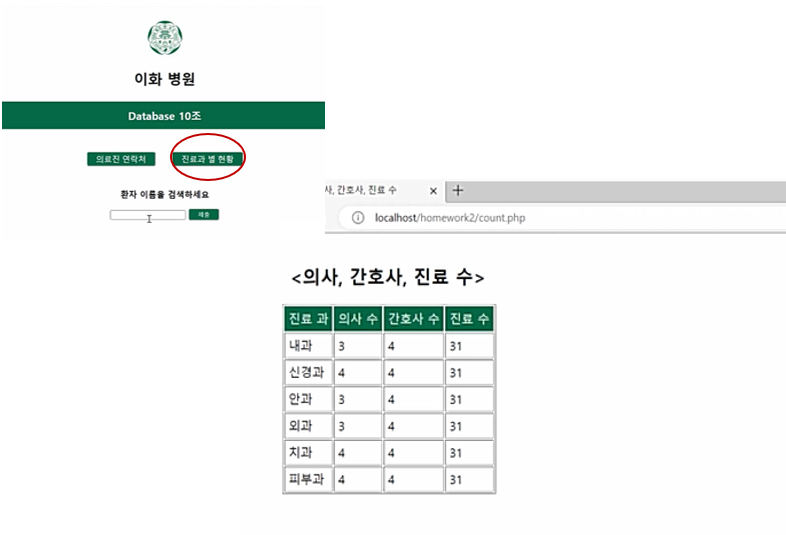 이화 병원
Database 10조
의료진 연락처 진료과 별 현황
환자 이름을 검색하세요
제출
사, 간호사, 진료 수
localhost/homework2/count.php
<의사, 간호사, 진료 수>
진료 과 의사 수 간호사 수 진료 수
내과 3 4 31
신경과 4 4 31
안과 3 4 31
외과 3 4 31
치과 4 4 31
피부과 4 4 31